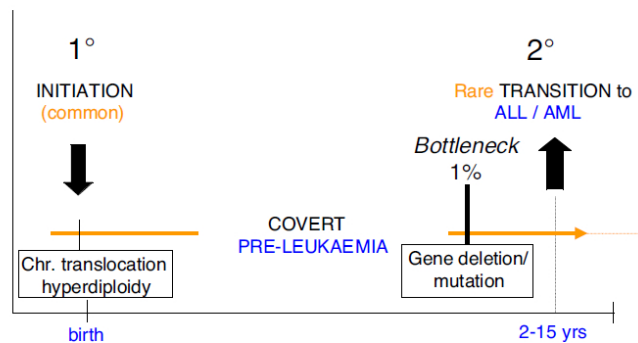 1°
INITIATION
(common)
Chr. translocation
hyperdiploidy
birth
COVERT
PRE-LEUKAEMIA
2°
Rare TRANSITION to
ALL / AML
Bottleneck
1%
Gene deletion/
mutation
2-15 yrs